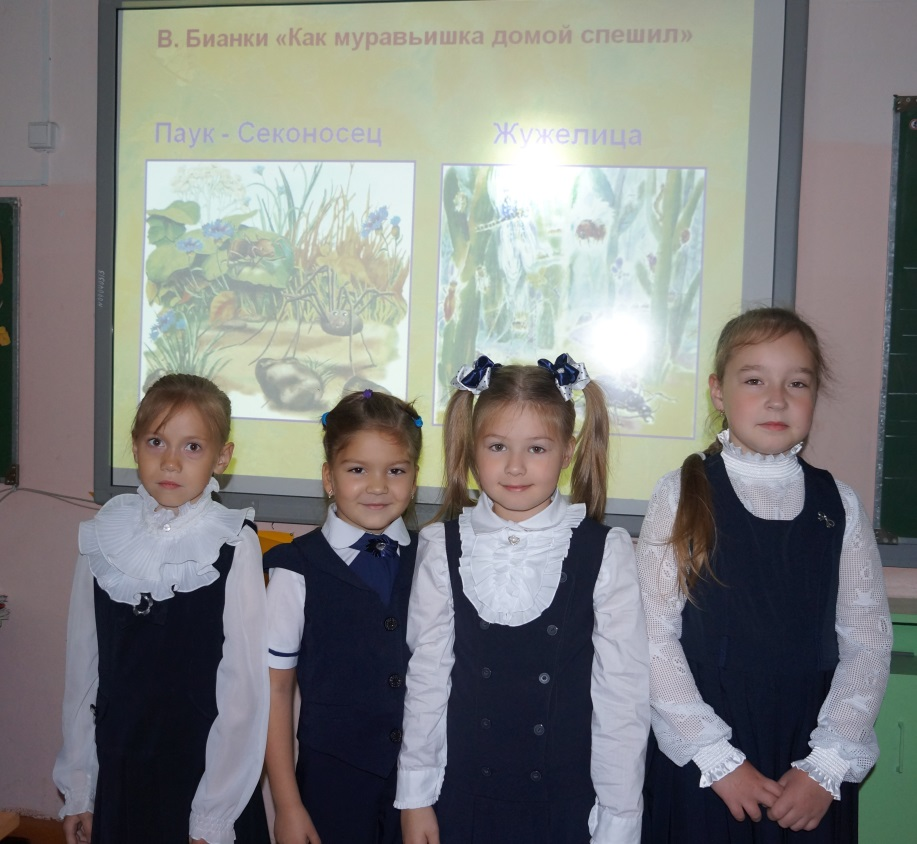 В. Бианки «Как муравьишка домой спешил»
Паук - Секоносец
Жужелица